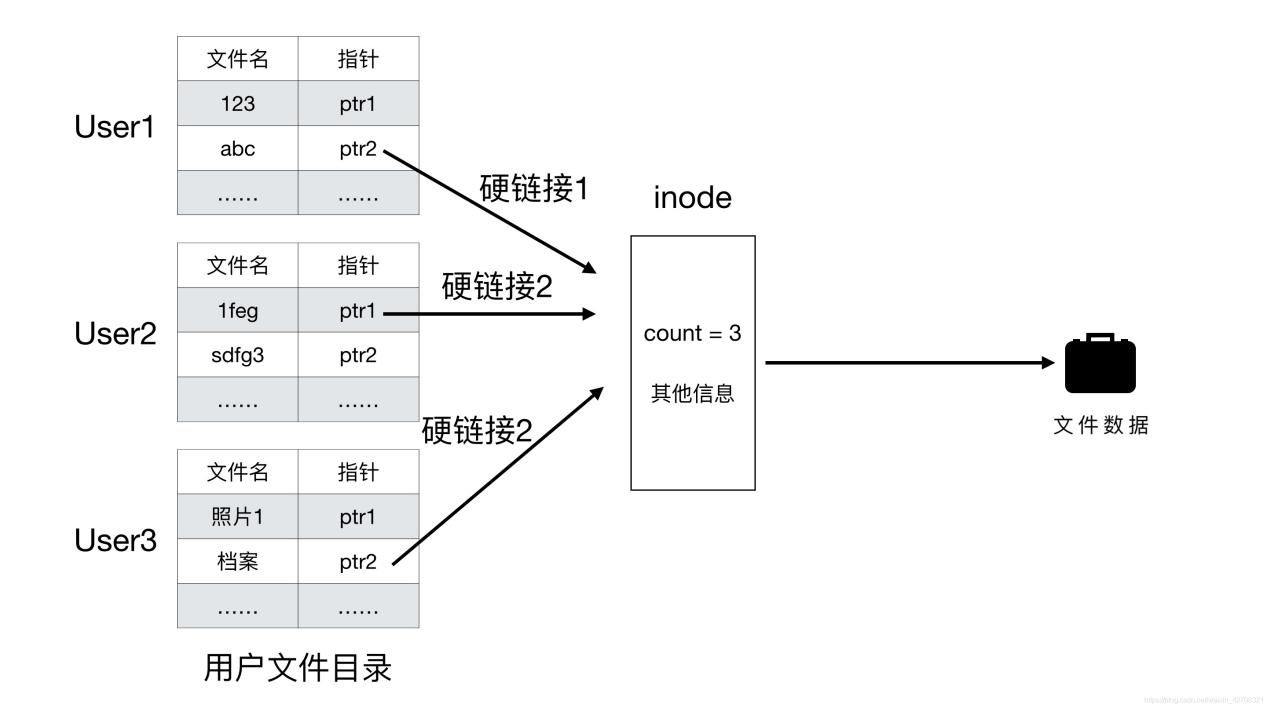 文件名 指针
123 ptr1
User1
abc ptr2
…… ……
硬链接1
inode
文件名 指针
硬链接2
1feg ptr1
User2
sdfg3 ptr2
…… ……
count = 3
其他信息
文件数据
硬链接2
文件名 指针
照片1 ptr1
User3
档案 ptr2
…… ……
用户文件目录